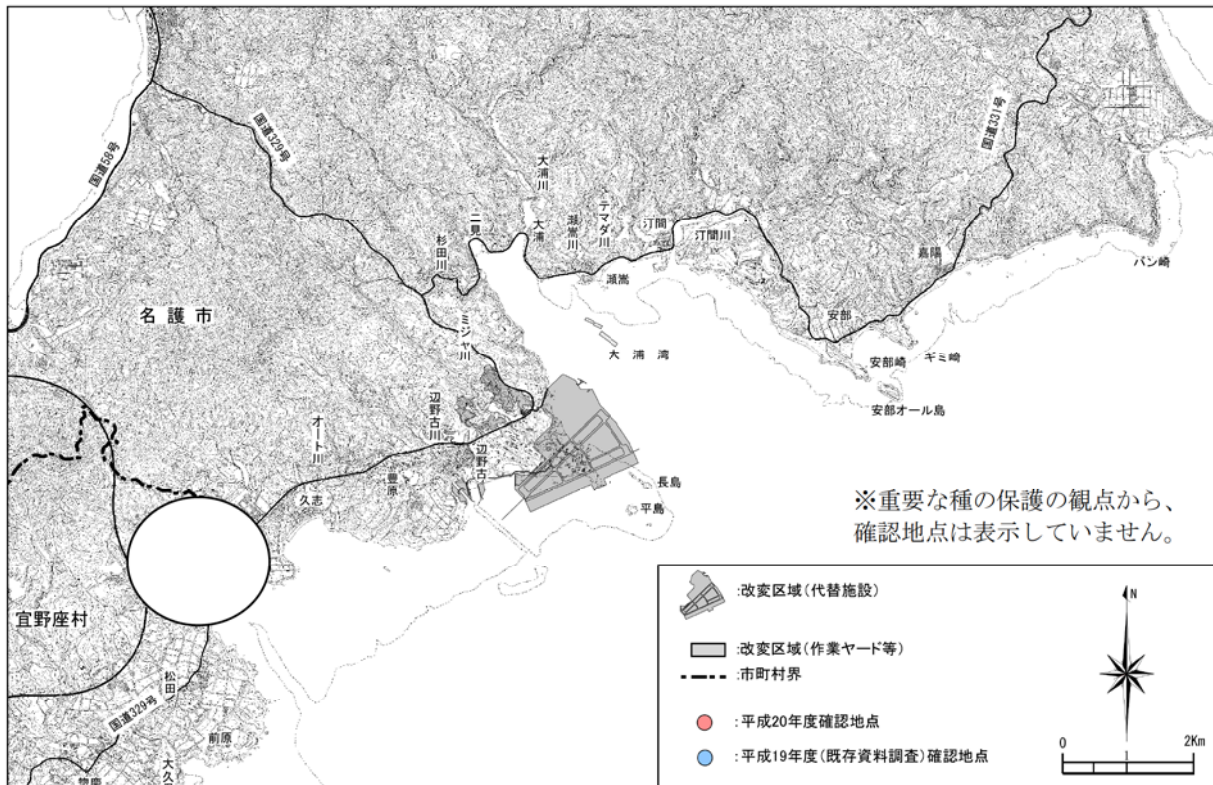 国道58号
国道329号
国道331号
大浦川
テマダ川
瀬嵩川
汀間
汀間川
二見
大浦
杉田川
瀬嵩
嘉陽
バン崎
名護市
ミジャ川
大浦湾
安部
安部崎
ギミ崎
安部オール島
辺野古川
オート川
辺野古
豊原
久志
長島
平島
※重要な種の保護の観点から、
確認地点は表示していません。
宜野座村
松田
国道329号
前原
:改変区域(代替施設)
:改変区域(作業ヤード等)
:市町村界
:平成20年度確認地点
:平成19年度(既存資料調査)確認地点
N
0 2Km